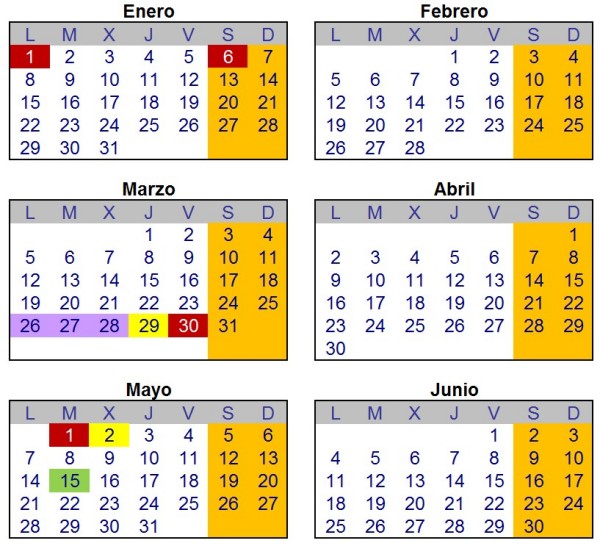 Enero Febrero
L M X J V S D L M X J V S D
1 2 3 4 5 6 7 1 2 3 4
8 9 10 11 12 13 14 5 6 7 8 9 10 11
15 16 17 18 19 20 21 12 13 14 15 16 17 18
22 23 24 25 26 27 28 19 20 21 22 23 24 25
29 30 31 26 27 28
Marzo Abril
L M X J V S D L M X J V S D
1 2 3 4 1
5 6 7 8 9 10 11 2 3 4 5 6 7 8
12 13 14 15 16 17 18 9 10 11 12 13 14 15
19 20 21 22 23 24 25 16 17 18 19 20 21 22
26 27 28 29 30 31 23 24 25 26 27 28 29
30
Mayo Junio
L M X J V S D L M X J V S D
1 2 3 4 5 6 1 2 3
7 8 9 10 11 12 13 4 5 6 7 8 9 10
14 15 16 17 18 19 20 11 12 13 14 15 16 17
21 22 23 24 25 26 27 18 19 20 21 22 23 24
28 29 30 31 25 26 27 28 29 30